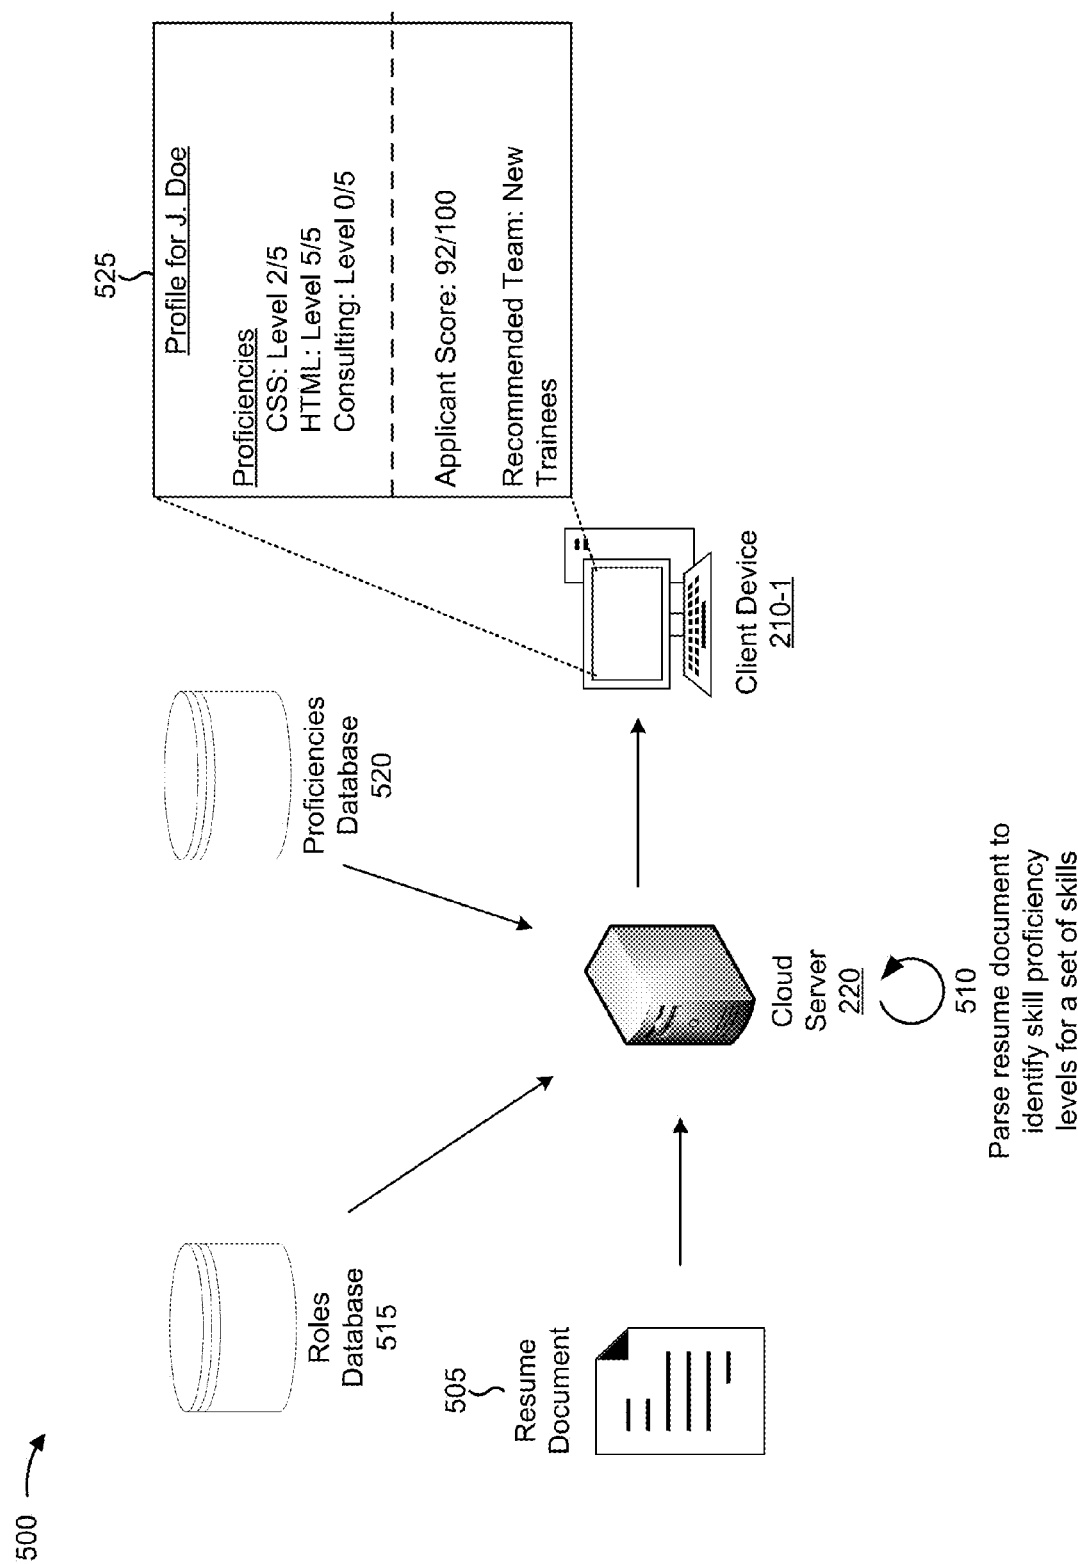 500
Roles
Database
515
Proficiencies
Database
520
525
Profile for J. Doe
Proficiencies
CSS: Level 2/5
HTML: Level 5/5
Consulting: Level 0/5
Applicant Score: 92/100
Recommended Team: New
Trainees
505
Resume
Document
Cloud
Server
220
510
Parse resume document to
identify skill proficiency
levels for a set of skills
Client Device
210-1